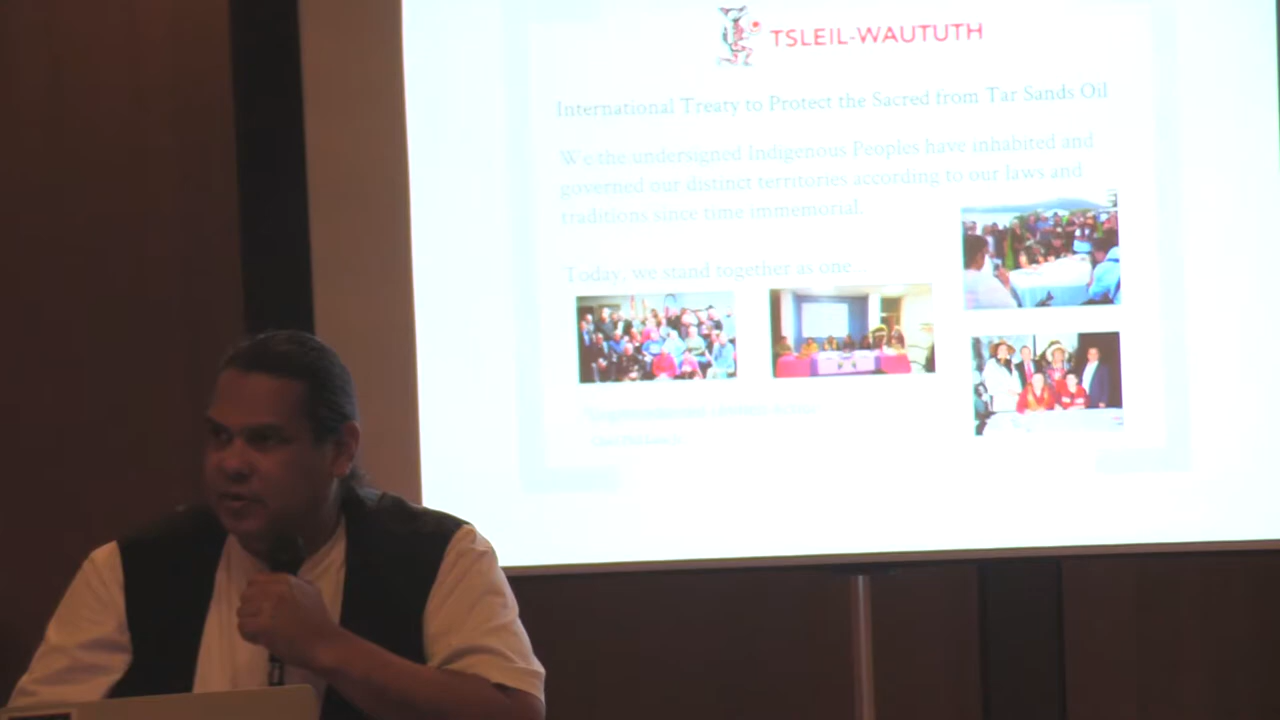 TSLEIL-WAUTUTH
International Treaty to Protect the Sacred from Tar Sands Oil
We the undersigned Indigenous Peoples have inhabited and
governed our distinct territories according to our laws and
traditions since time immemorial.
Today, we stand together as one...